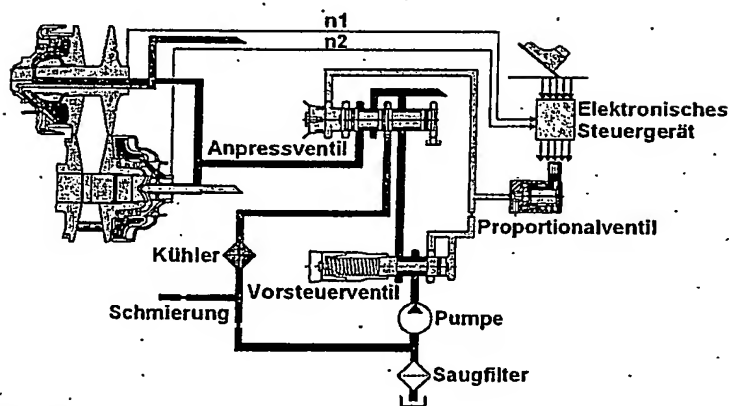 n1
n2
Elektronisches
Steuergerät
Anpressventil
Proportionalventil
Kühler
Vorsteuerventil
Schmierung
Pumpe
Saugfilter